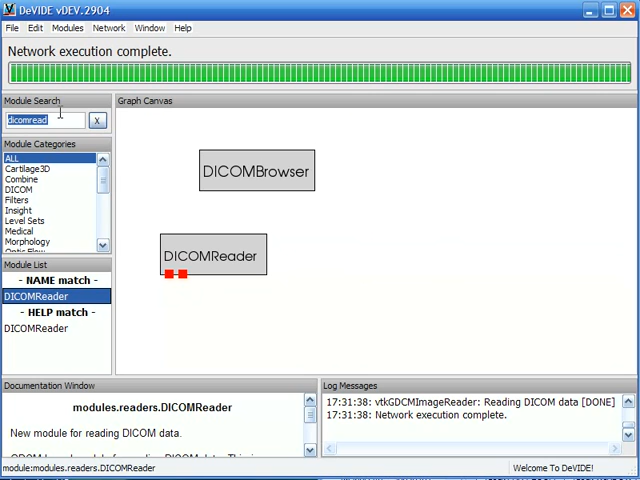 DeVIDE vDEV.2904
File Edit Modules Network Window Help
Network execution complete.
Module Search
Graph Canvas
dicomread
x
Module Categories
ALL
Cartilage3D
Combine
DICOM
Filters
Insight
Level Sets
Medical
Morphology
Optic Flow
DICOMBrowser
DICOMReader
Module List
- NAME match -
DICOMReader
- HELP match -
DICOMReader
Documentation Window
modules.readers.DICOMReader
New module for reading DICOM data.
Log Messages
17:31:38: vtkGDCMImageReader: Reading DICOM data [DONE]
17:31:38: Network execution complete.
module:modules.readers.DICOMReader
Welcome To DeVIDE!